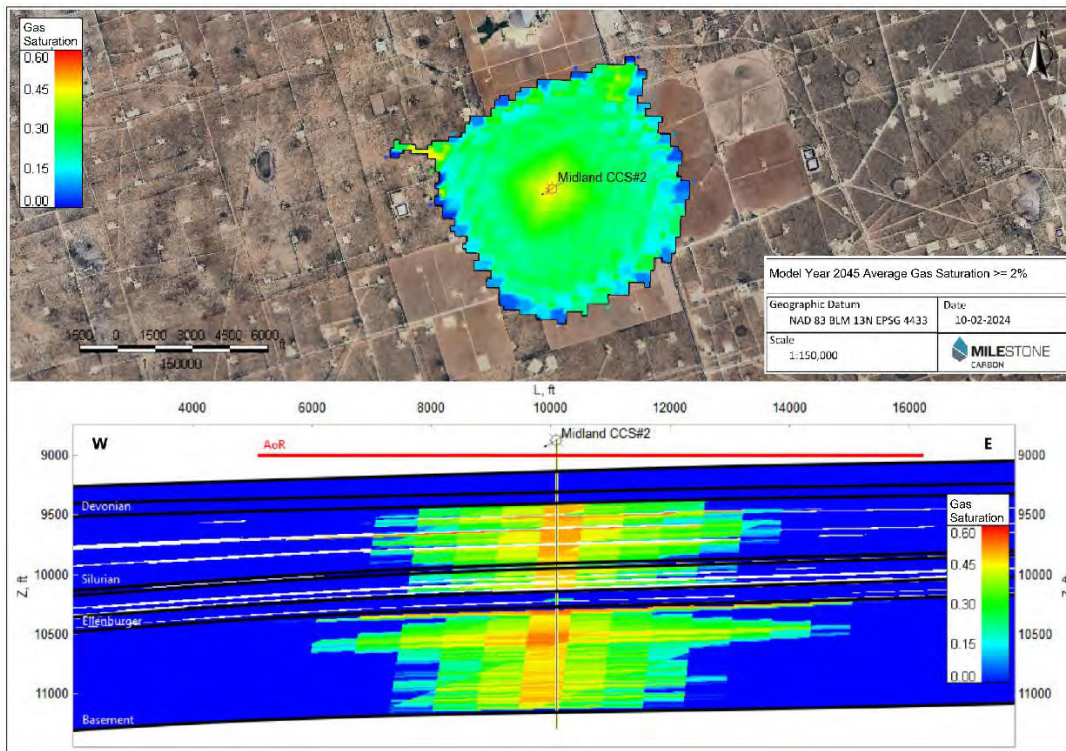 Gas
Saturation
0.60
0.45
0.30
0.15
0.00
N
Midland CCS#2
1500 0 1500 3000 4500 6000
ft
1 : 150000
Model Year 2045 Average Gas Saturation >= 2%
Geographic Datum
NAD 83 BLM 13N EPSG 4433
Date
10-02-2024
Scale
1:150,000
MILESTONE
CARBON
L, ft
4000 6000 8000 10000 12000 14000 16000
W
Midland CCS#2
E
AoR
9000
9500
10000
10500
11000
Z, ft
Devonian
Silurian
Ellenburger
Basement
9000
9500
10000
10500
11000
Gas
Saturation
0.60
0.45
0.30
0.15
0.00